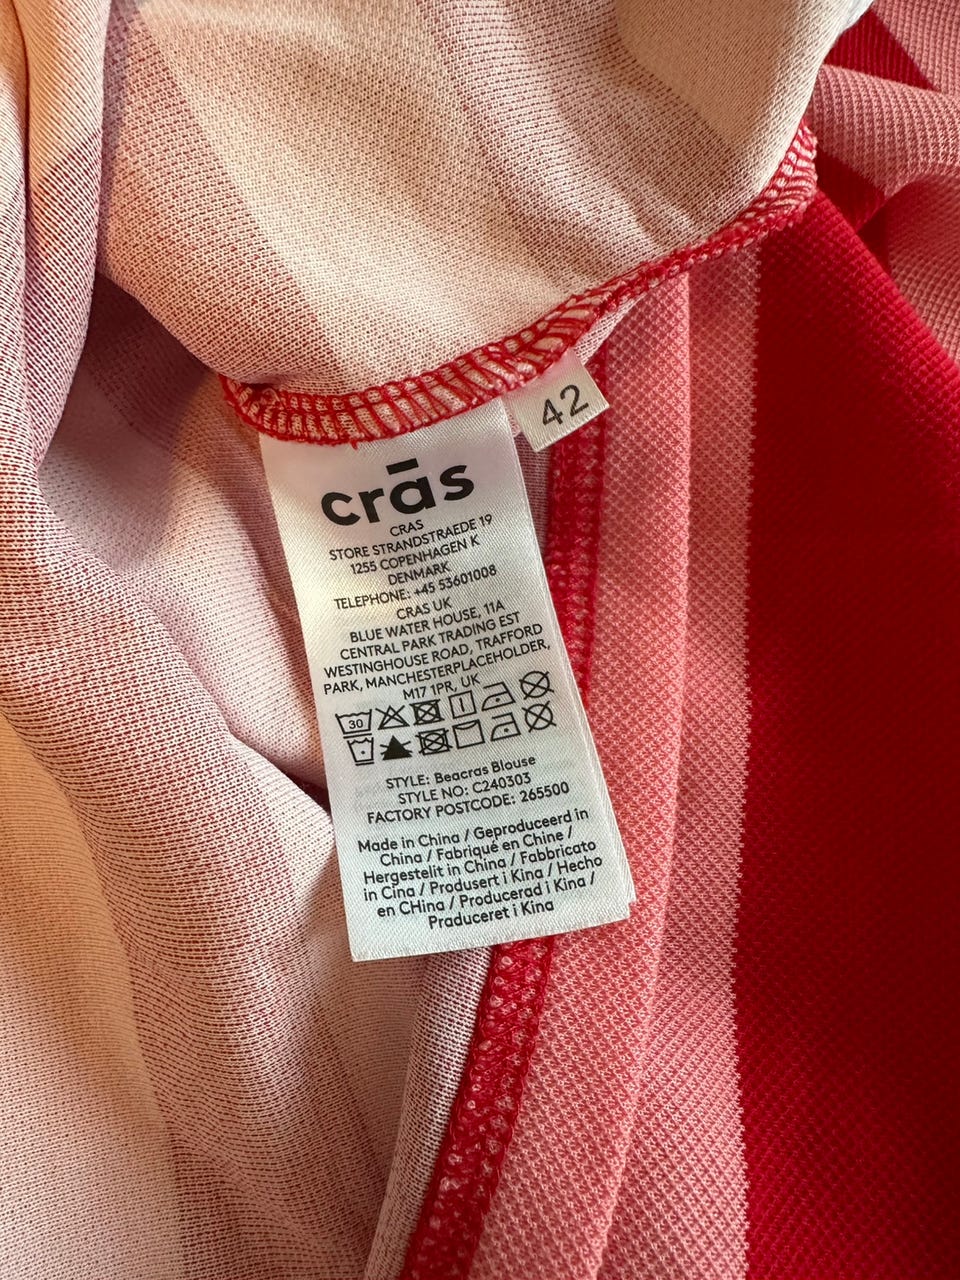 42
crās
CRAS
STORE STRANDSTRAEDE 19
1255 COPENHAGEN K
DENMARK
TELEPHONE: +45 53601008
CRAS UK
BLUE WATER HOUSE, 11A
CENTRAL PARK TRADING EST
WESTINGHOUSE ROAD, TRAFFORD
PARK, MANCHESTERPLACEHOLDER,
M17 1PR, UK
30
STYLE: Beacras Blouse
STYLE NO: C240303
FACTORY POSTCODE: 265500
Made in China / Geproduceerd in
China / Fabriqué en Chine /
Hergestelit in China / Fabbricato
in Cina / Produsert i Kina / Hecho
en CHina / Producerad i Kina /
Praduceret i Kina